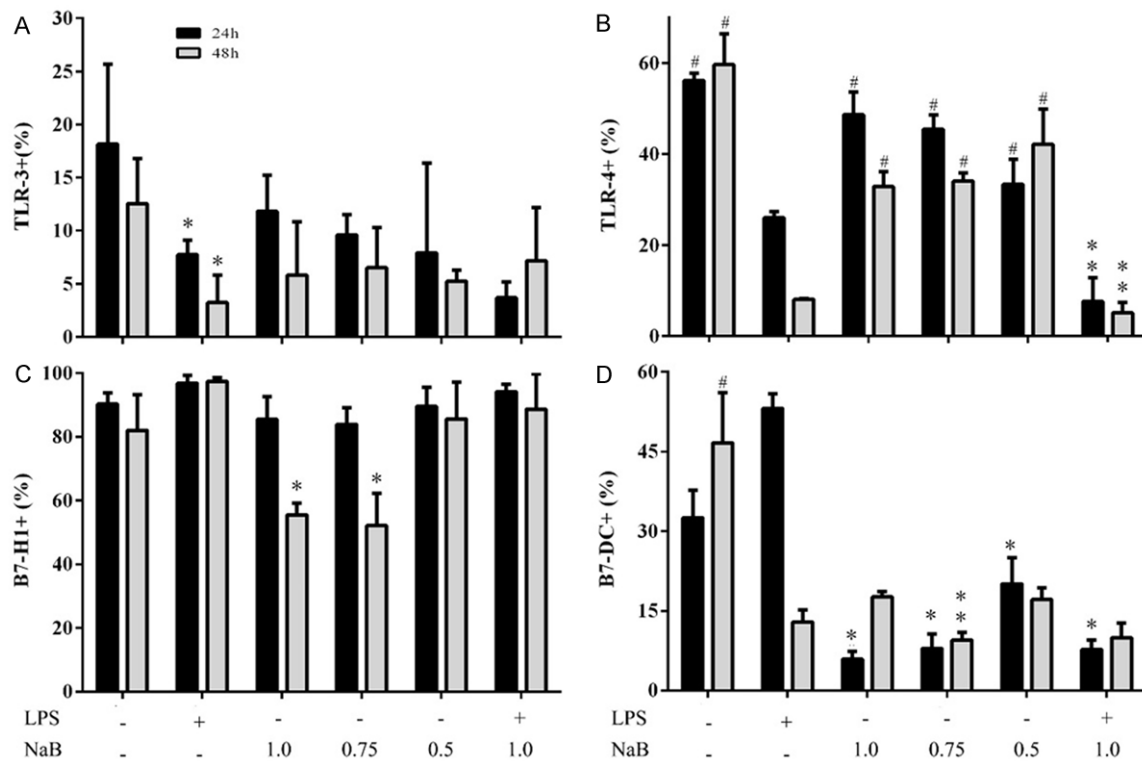 A
30
25
20
15
10
5
0
TLR-3+(%)
24h
48h
*
*
B
60
40
20
0
TLR-4+ (%)
# # # # # # # #
* * * *
C
100
80
60
40
20
0
B7-H1+ (%)
* *
D
60
45
30
15
0
B7-DC+ (%)
#
* * * * * *
LPS - + - - - + - + - - - +
NaB - - 1.0 0.75 0.5 1.0 - - 1.0 0.75 0.5 1.0